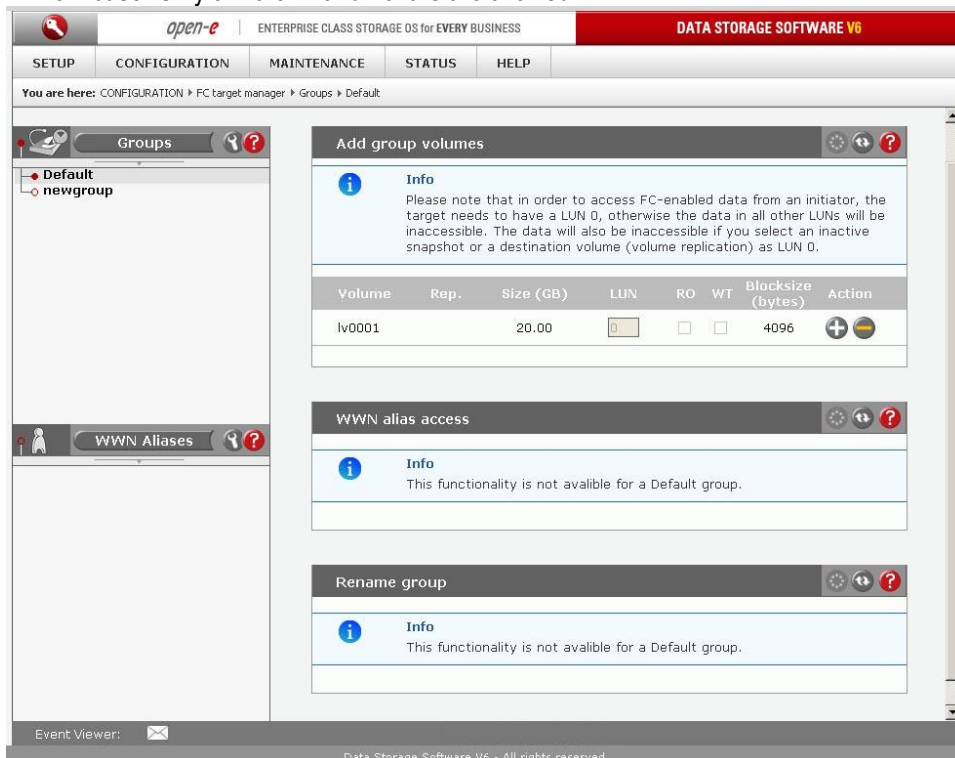 open-e
ENTERPRISE CLASS STORAGE OS for EVERY BUSINESS
DATA STORAGE SOFTWARE V6
SETUP CONFIGURATION MAINTENANCE STATUS HELP
You are here: CONFIGURATION FC target manager Groups Default
Groups
Default
newgroup
WWN Aliases
Add group volumes
Info
Please note that in order to access FC-enabled data from an initiator, the
target needs to have a LUN 0, otherwise the data in all other LUNs will be
inaccessible. The data will also be inaccessible if you select an inactive
snapshot or a destination volume (volume replication) as LUN 0.
Volume Rep. Size (GB) LUN RO WT Blocksize (bytes) Action
lv0001 20.00 0 4096
WWN alias access
Info
This functionality is not avalible for a Default group.
Rename group
Info
This functionality is not avalible for a Default group.
Event Viewer:
Data Storage Software V6 - All rights reserved